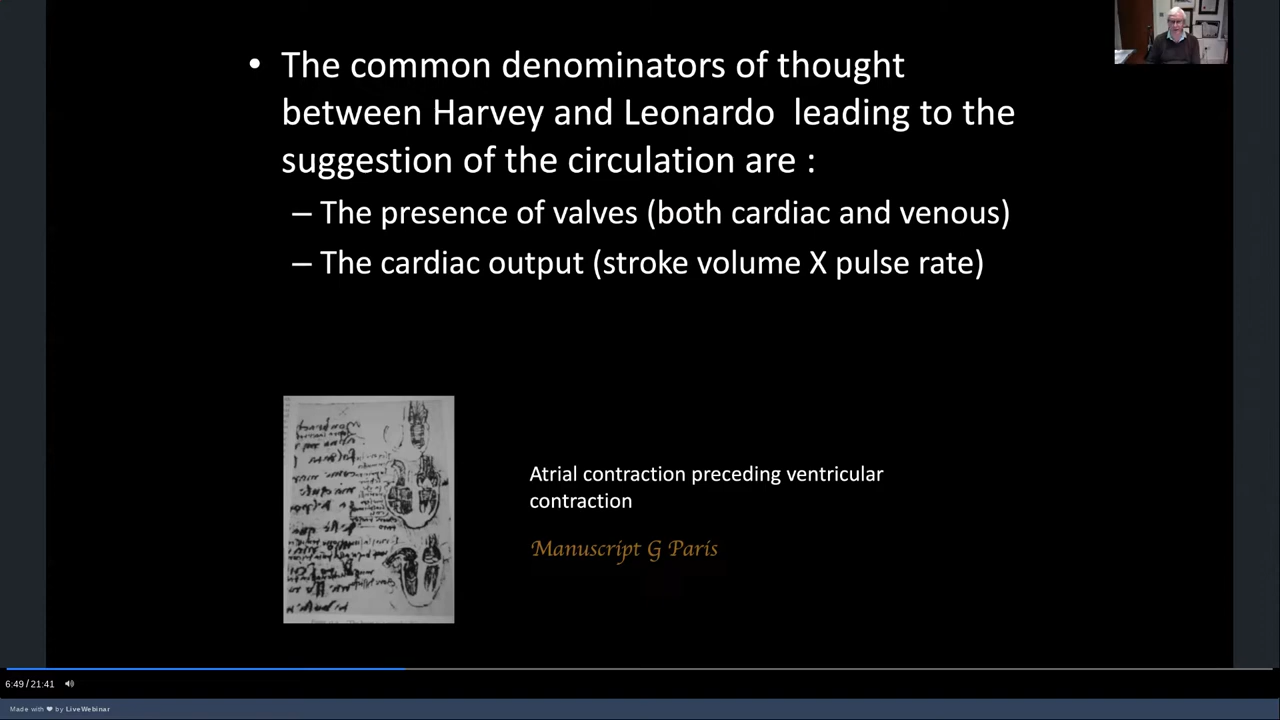 • The common denominators of thought
between Harvey and Leonardo leading to the
suggestion of the circulation are :
– The presence of valves (both cardiac and venous)
– The cardiac output (stroke volume X pulse rate)
Atrial contraction preceding ventricular
contraction
Manuscript G Paris
6:49 / 21:41
Made with ❤ by LiveWebinar